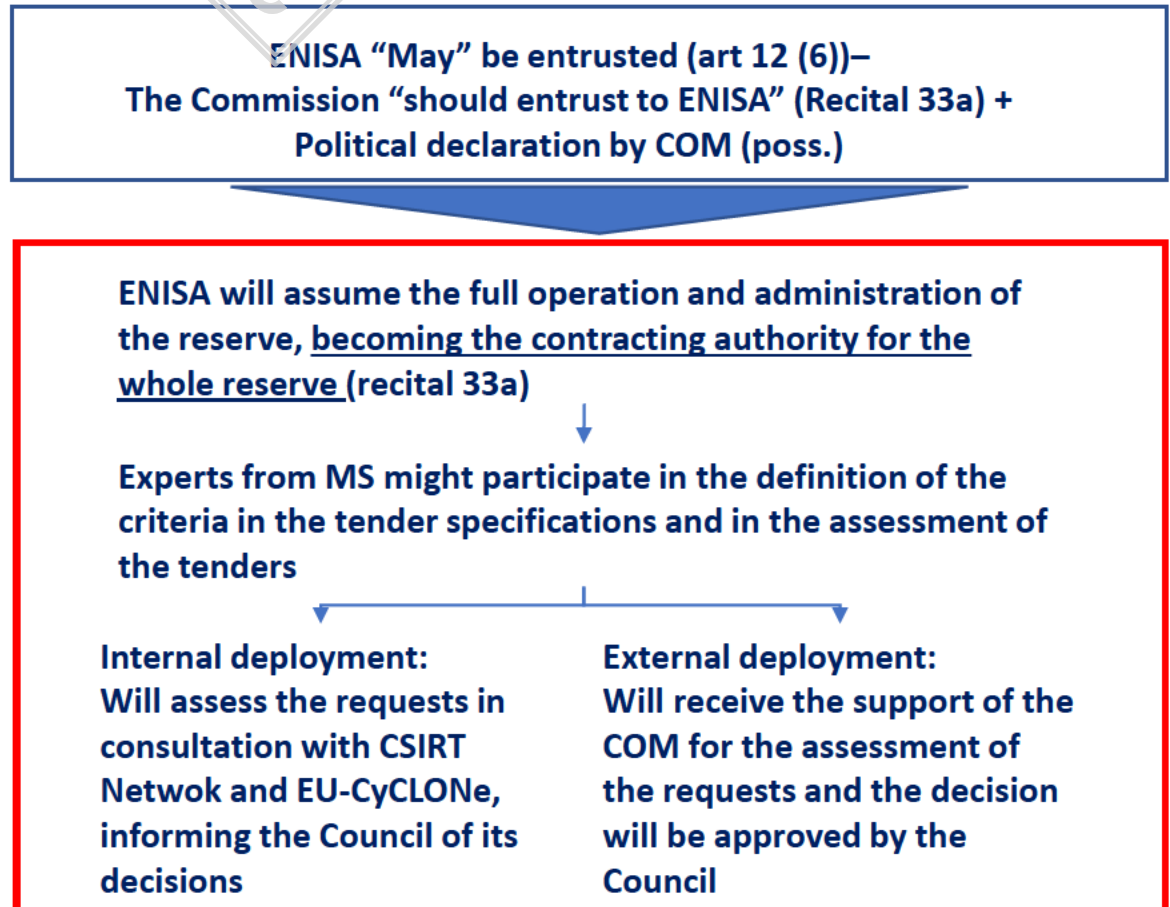 ENISA “May” be entrusted (art 12 (6))–
The Commission “should entrust to ENISA” (Recital 33a) +
Political declaration by COM (poss.)
ENISA will assume the full operation and administration of
the reserve, becoming the contracting authority for the
whole reserve (recital 33a)
Experts from MS might participate in the definition of the
criteria in the tender specifications and in the assessment of
the tenders
Internal deployment:
Will assess the requests in
consultation with CSIRT
Netwok and EU-CyCLONe,
informing the Council of its
decisions
External deployment:
Will receive the support of the
COM for the assessment of
the requests and the decision
will be approved by the
Council